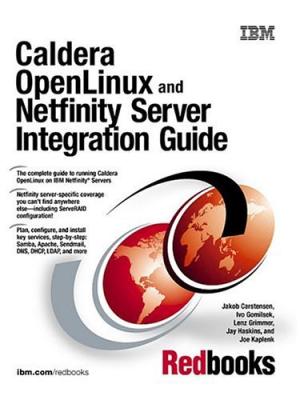 IBM
Caldera
OpenLinux and
Netfinity Server
Integration Guide
The complete guide to running Caldera
OpenLinux on IBM Netfinity® Servers
Netfinity server-specific coverage
you can't find anywhere
else—including ServeRAID
configuration!
Plan, configure, and install
key services, step-by-step:
Samba, Apache, Sendmail,
DNS, DHCP, LDAP, and more
Jakob Carstensen,
Ivo Gomilsek,
Lenz Grimmer,
Jay Haskins, and
Joe Kaplenk
ibm.com/redbooks
Redbooks